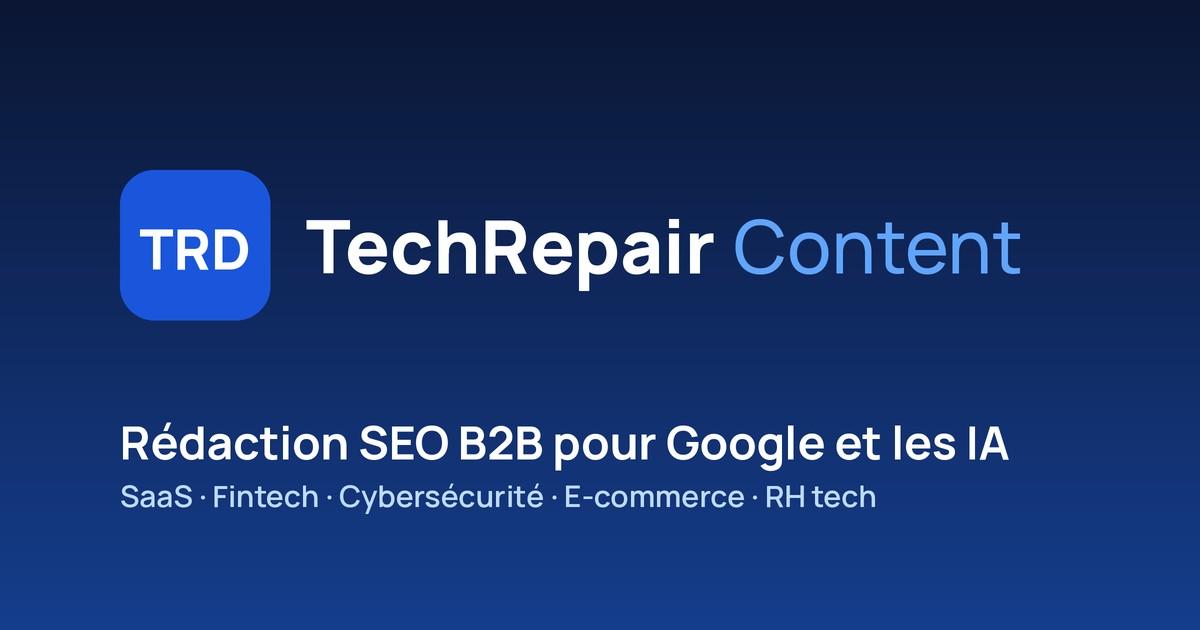 TRD
TechRepair Content
Rédaction SEO B2B pour Google et les IA
SaaS · Fintech · Cybersécurité · E-commerce · RH tech